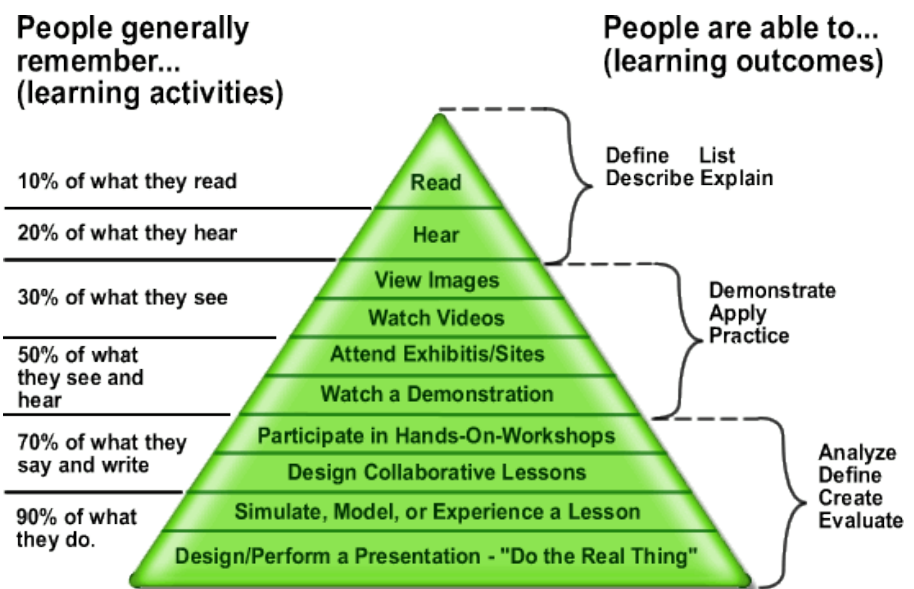 People generally
remember...
(learning activities)
People are able to...
(learning outcomes)
10% of what they read
20% of what they hear
30% of what they see
50% of what
they see and
hear
70% of what they
say and write
90% of what
they do.
Read
Hear
View Images
Watch Videos
Attend Exhibitis/Sites
Watch a Demonstration
Participate in Hands-On-Workshops
Design Collaborative Lessons
Simulate, Model, or Experience a Lesson
Design/Perform a Presentation - "Do the Real Thing"
Define List
Describe Explain
Demonstrate
Apply
Practice
Analyze
Define
Create
Evaluate